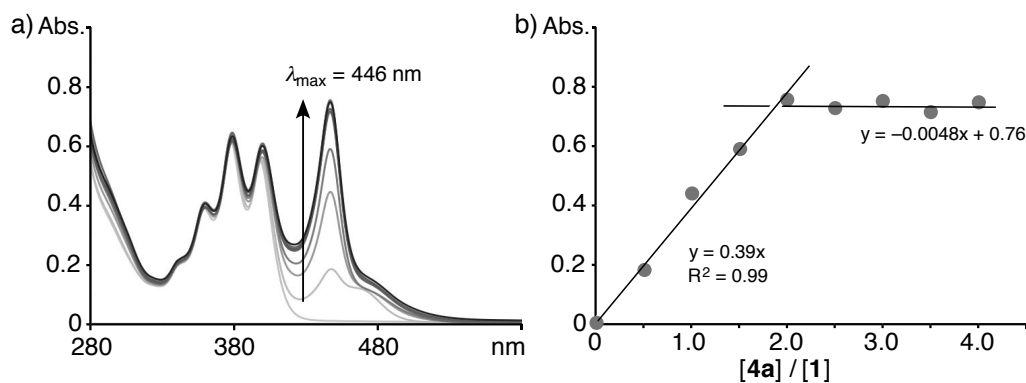 a) Abs.
λmax = 446 nm
0.8
0.6
0.4
0.2
0
280
380
480
nm
b) Abs.
0.8
0.6
0.4
0.2
0
y = −0.0048x + 0.76
y = 0.39x
R² = 0.99
0
1.0
2.0
3.0
4.0
[4a] / [1]